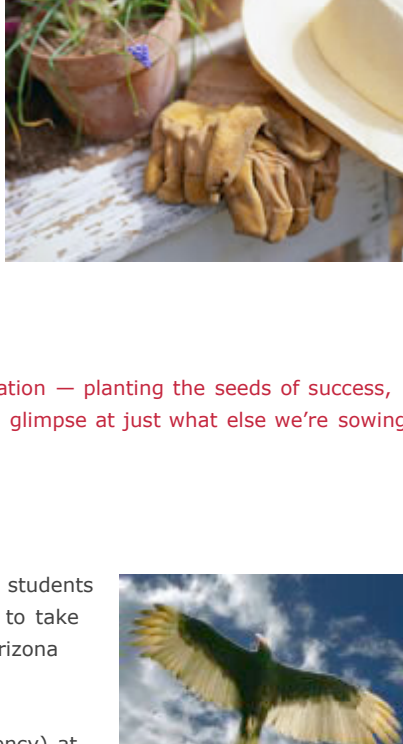 ation — planting the seeds of success,
glimpse at just what else we're sowing
students
to take
rizona
ency) at